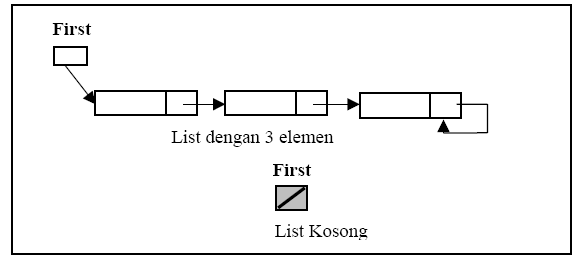 First
List dengan 3 elemen
First
List Kosong